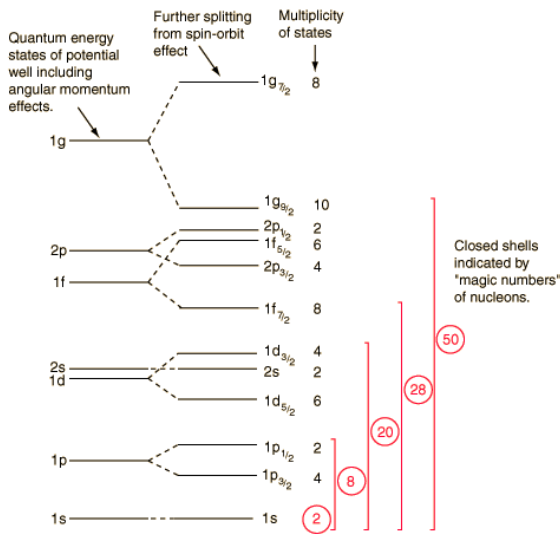 Quantum energy
states of potential
well including
angular momentum
effects.
Further splitting
from spin-orbit
effect
Multiplicity
of states
1g7/2 8
1g
1g9/2 10
2p1/2 2
1f5/2 6
2p
2p3/2 4
1f
1f7/2 8
Closed shells
indicated by
"magic numbers"
of nucleons.
50
1d3/2 4
2s
2s 2
1d
1d5/2 6
28
20
1p1/2 2
1p
1p3/2 4
8
1s
1s 2